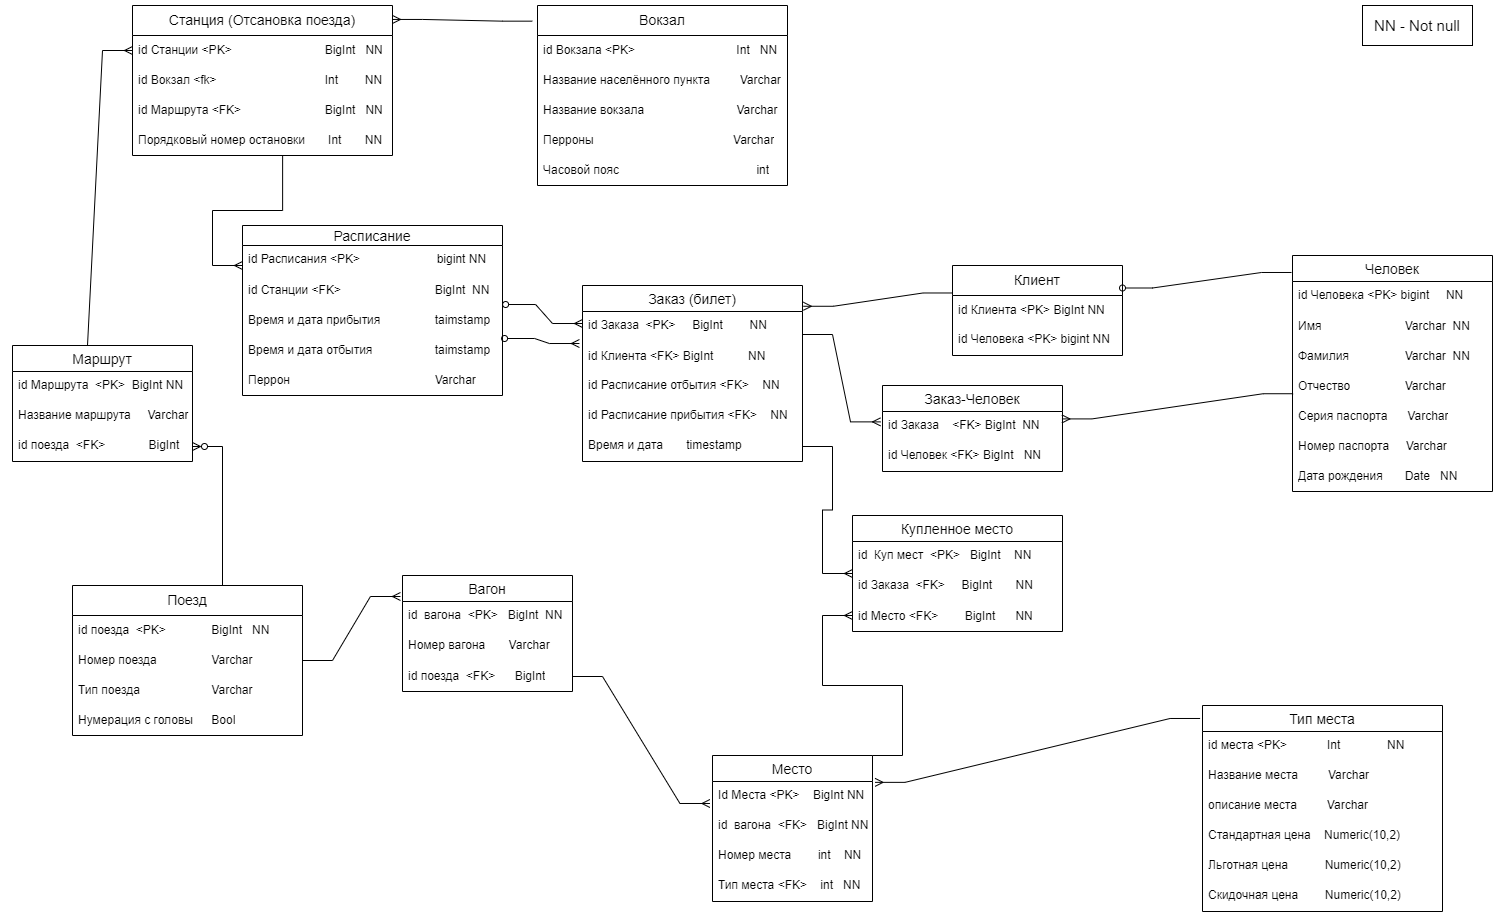 Станция (Отсановка поезда)
id Станции <PK> BigInt NN
id Вокзал <fk> Int NN
id Маршрута <FK> BigInt NN
Порядковый номер остановки Int NN
Вокзал
id Вокзала <PK> Int NN
Название населённого пункта Varchar
Название вокзала Varchar
Перроны Varchar
Часовой пояс int
NN - Not null
Расписание
id Расписания <PK> bigint NN
id Станции <FK> BigInt NN
Время и дата прибытия taimstamp
Время и дата отбытия taimstamp
Перрон Varchar
Заказ (билет)
id Заказа <PK> BigInt NN
id Клиента <FK> BigInt NN
id Расписание отбытия <FK> NN
id Расписание прибытия <FK> NN
Время и дата timestamp
Клиент
id Клиента <PK> BigInt NN
id Человека <PK> bigint NN
Человек
id Человека <PK> bigint NN
Имя Varchar NN
Фамилия Varchar NN
Отчество Varchar
Серия паспорта Varchar
Номер паспорта Varchar
Дата рождения Date NN
Маршрут
id Маршрута <PK> BigInt NN
Название маршрута Varchar
id поезда <FK> BigInt
Заказ-Человек
id Заказа <FK> BigInt NN
id Человек <FK> BigInt NN
Купленное место
id Куп мест <PK> BigInt NN
id Заказа <FK> BigInt NN
id Место <FK> BigInt NN
Поезд
id поезда <PK> BigInt NN
Номер поезда Varchar
Тип поезда Varchar
Нумерация с головы Bool
Вагон
id вагона <PK> BigInt NN
Номер вагона Varchar
id поезда <FK> BigInt
Место
Id Места <PK> BigInt NN
id вагона <FK> BigInt NN
Номер места int NN
Тип места <FK> int NN
Тип места
id места <PK> Int NN
Название места Varchar
описание места Varchar
Стандартная цена Numeric(10,2)
Льготная цена Numeric(10,2)
Скидочная цена Numeric(10,2)